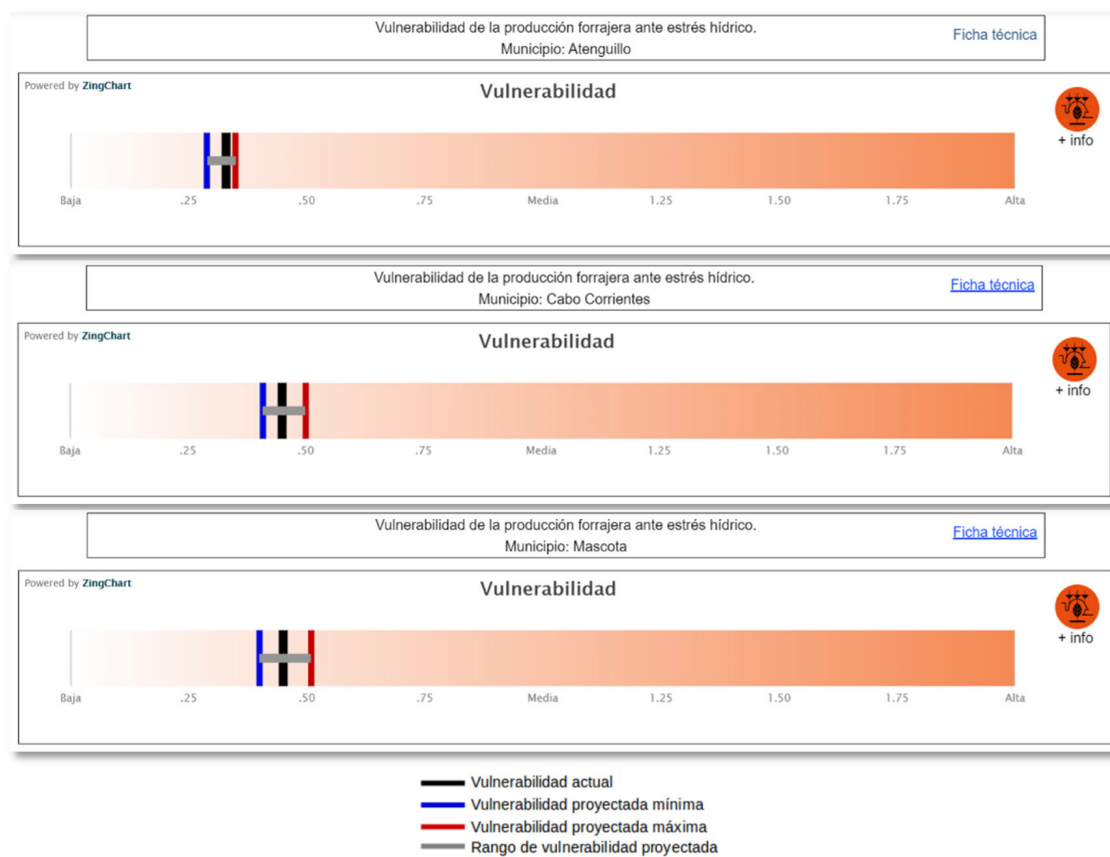 Vulnerabilidad de la producción forrajera ante estrés hídrico.
Municipio: Atenguillo
Ficha técnica
Powered by ZingChart
Vulnerabilidad
+ info
Baja .25 .50 .75 Media 1.25 1.50 1.75 Alta
Vulnerabilidad de la producción forrajera ante estrés hídrico.
Municipio: Cabo Corrientes
Ficha técnica
Powered by ZingChart
Vulnerabilidad
+ info
Baja .25 .50 .75 Media 1.25 1.50 1.75 Alta
Vulnerabilidad de la producción forrajera ante estrés hídrico.
Municipio: Mascota
Ficha técnica
Powered by ZingChart
Vulnerabilidad
+ info
Baja .25 .50 .75 Media 1.25 1.50 1.75 Alta
Vulnerabilidad actual
Vulnerabilidad proyectada mínima
Vulnerabilidad proyectada máxima
Rango de vulnerabilidad proyectada